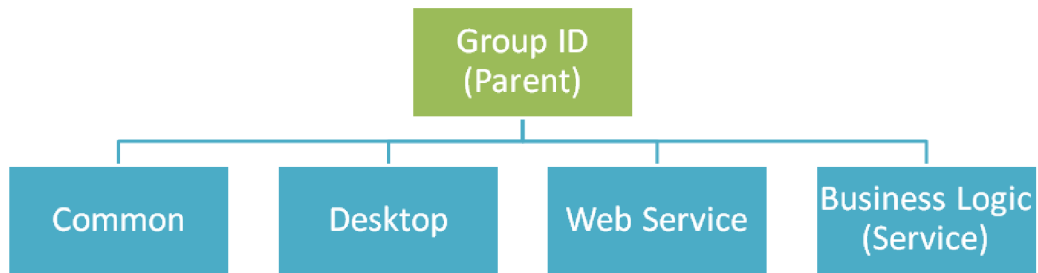 Group ID
(Parent)
Common
Desktop
Web Service
Business Logic
(Service)